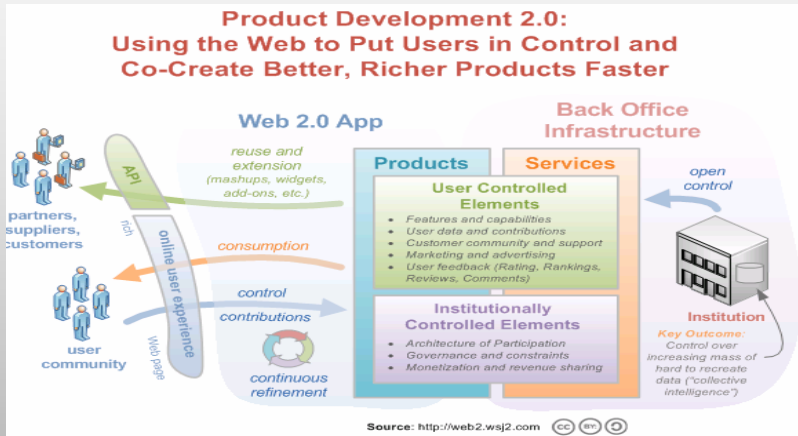 Product Development 2.0:
Using the Web to Put Users in Control and
Co-Create Better, Richer Products Faster
Web 2.0 App
Back Office
Infrastructure
API
rich
online user experience
Web page
partners,
suppliers,
customers
user
community
reuse and
extension
(mashups, widgets,
add-ons, etc.)
consumption
control
contributions
continuous
refinement
Products
Services
User Controlled
Elements
• Features and capabilities
• User data and contributions
• Customer community and support
• Marketing and advertising
• User feedback (Rating, Rankings,
Reviews, Comments)
Institutionally
Controlled Elements
• Architecture of Participation
• Governance and constraints
• Monetization and revenue sharing
open
control
Institution
Key Outcome:
Control over
increasing mass of
hard to recreate
data ("collective
intelligence")
Source: http://web2.wsj2.com
cc BY: